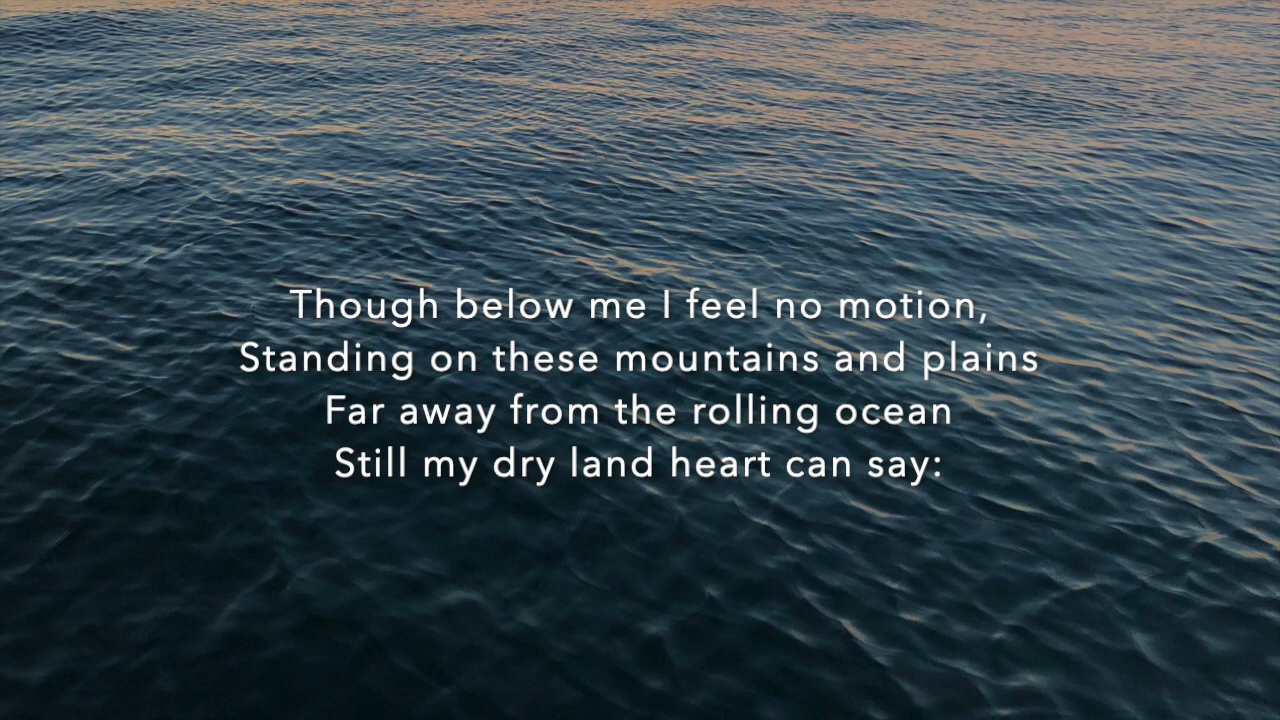 Though below me I feel no motion,
Standing on these mountains and plains
Far away from the rolling ocean
Still my dry land heart can say: